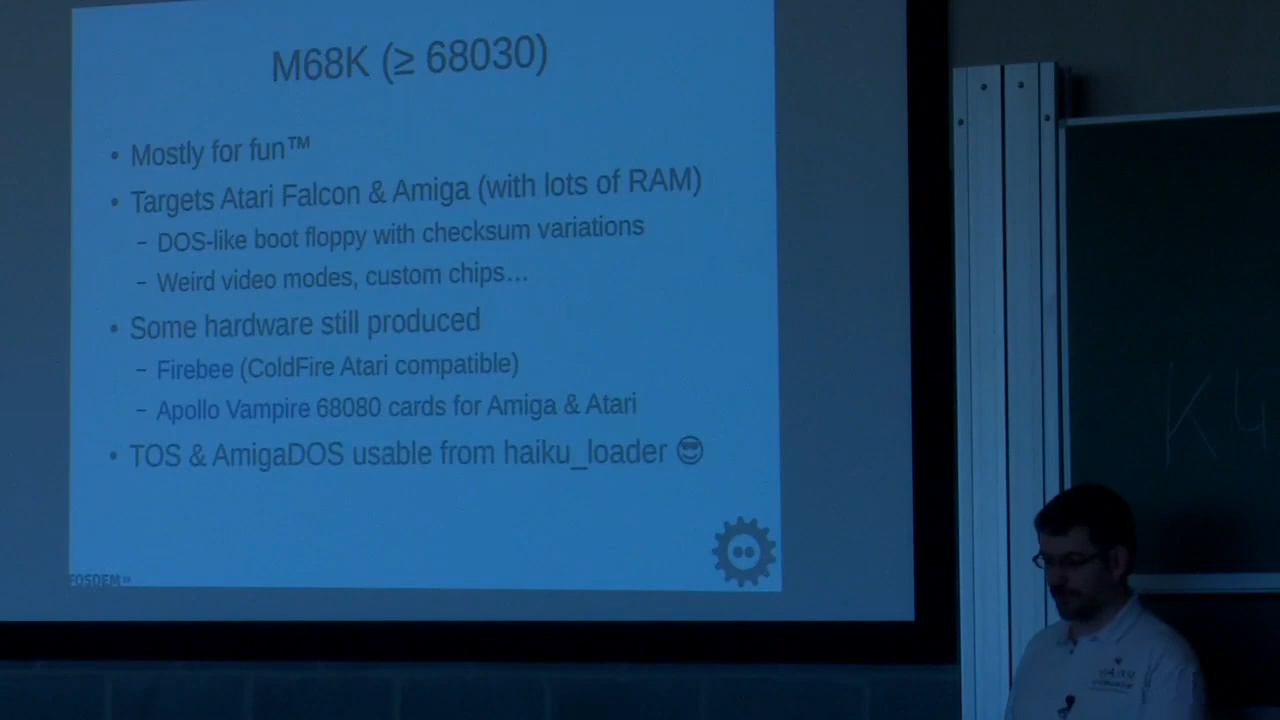 M68K (≥ 68030)
• Mostly for fun™
• Targets Atari Falcon & Amiga (with lots of RAM)
– DOS-like boot floppy with checksum variations
– Weird video modes, custom chips…
• Some hardware still produced
– Firebee (ColdFire Atari compatible)
– Apollo Vampire 68080 cards for Amiga & Atari
• TOS & AmigaDOS usable from haiku_loader 😎
FOSDEM
K4
HAIKU